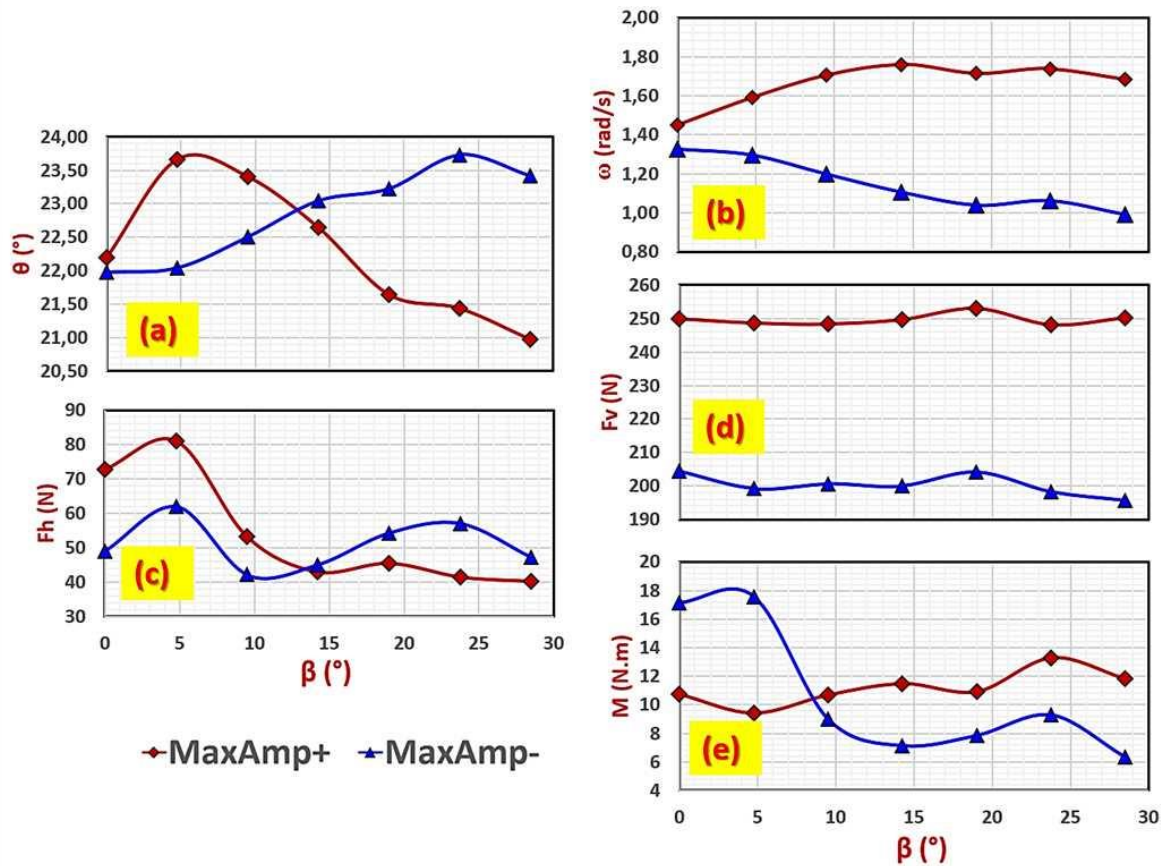 24,00
23,50
23,00
22,50
22,00
21,50
21,00
20,50
θ (°)
(a)
90
80
70
60
50
40
30
Fh (N)
(c)
0 5 10 15 20 25 30
β (°)
MaxAmp+ MaxAmp-
2,00
1,80
1,60
1,40
1,20
1,00
0,80
ω (rad/s)
(b)
260
250
240
230
220
210
200
190
Fv (N)
(d)
18
16
14
12
10
8
6
4
M (N.m)
(e)
0 5 10 15 20 25 30
β (°)